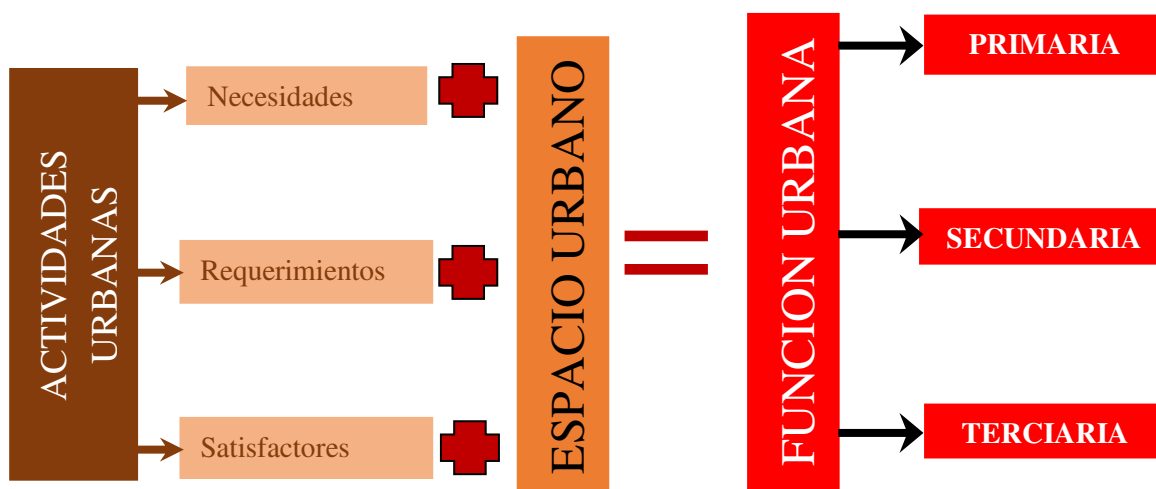 ACTIVIDADES
URBANAS
Necesidades
Requerimientos
Satisfactores
ESPACIO URBANO
FUNCION URBANA
PRIMARIA
SECUNDARIA
TERCIARIA